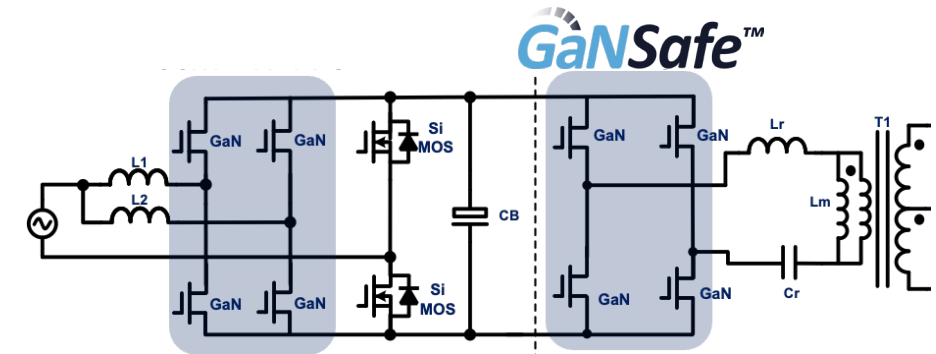 GaNSafe™
Si
MOS
GaN
GaN
GaN
GaN
Lr
T1
L1
L2
Lm
CB
Si
MOS
GaN
GaN
GaN
GaN
Cr